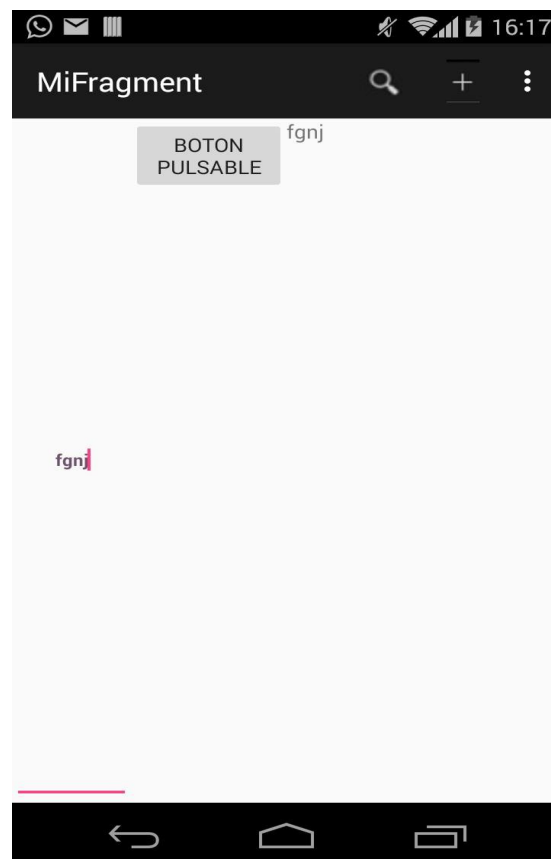 16:17
MiFragment
BOTON
PULSABLE
fgnj
fgnj